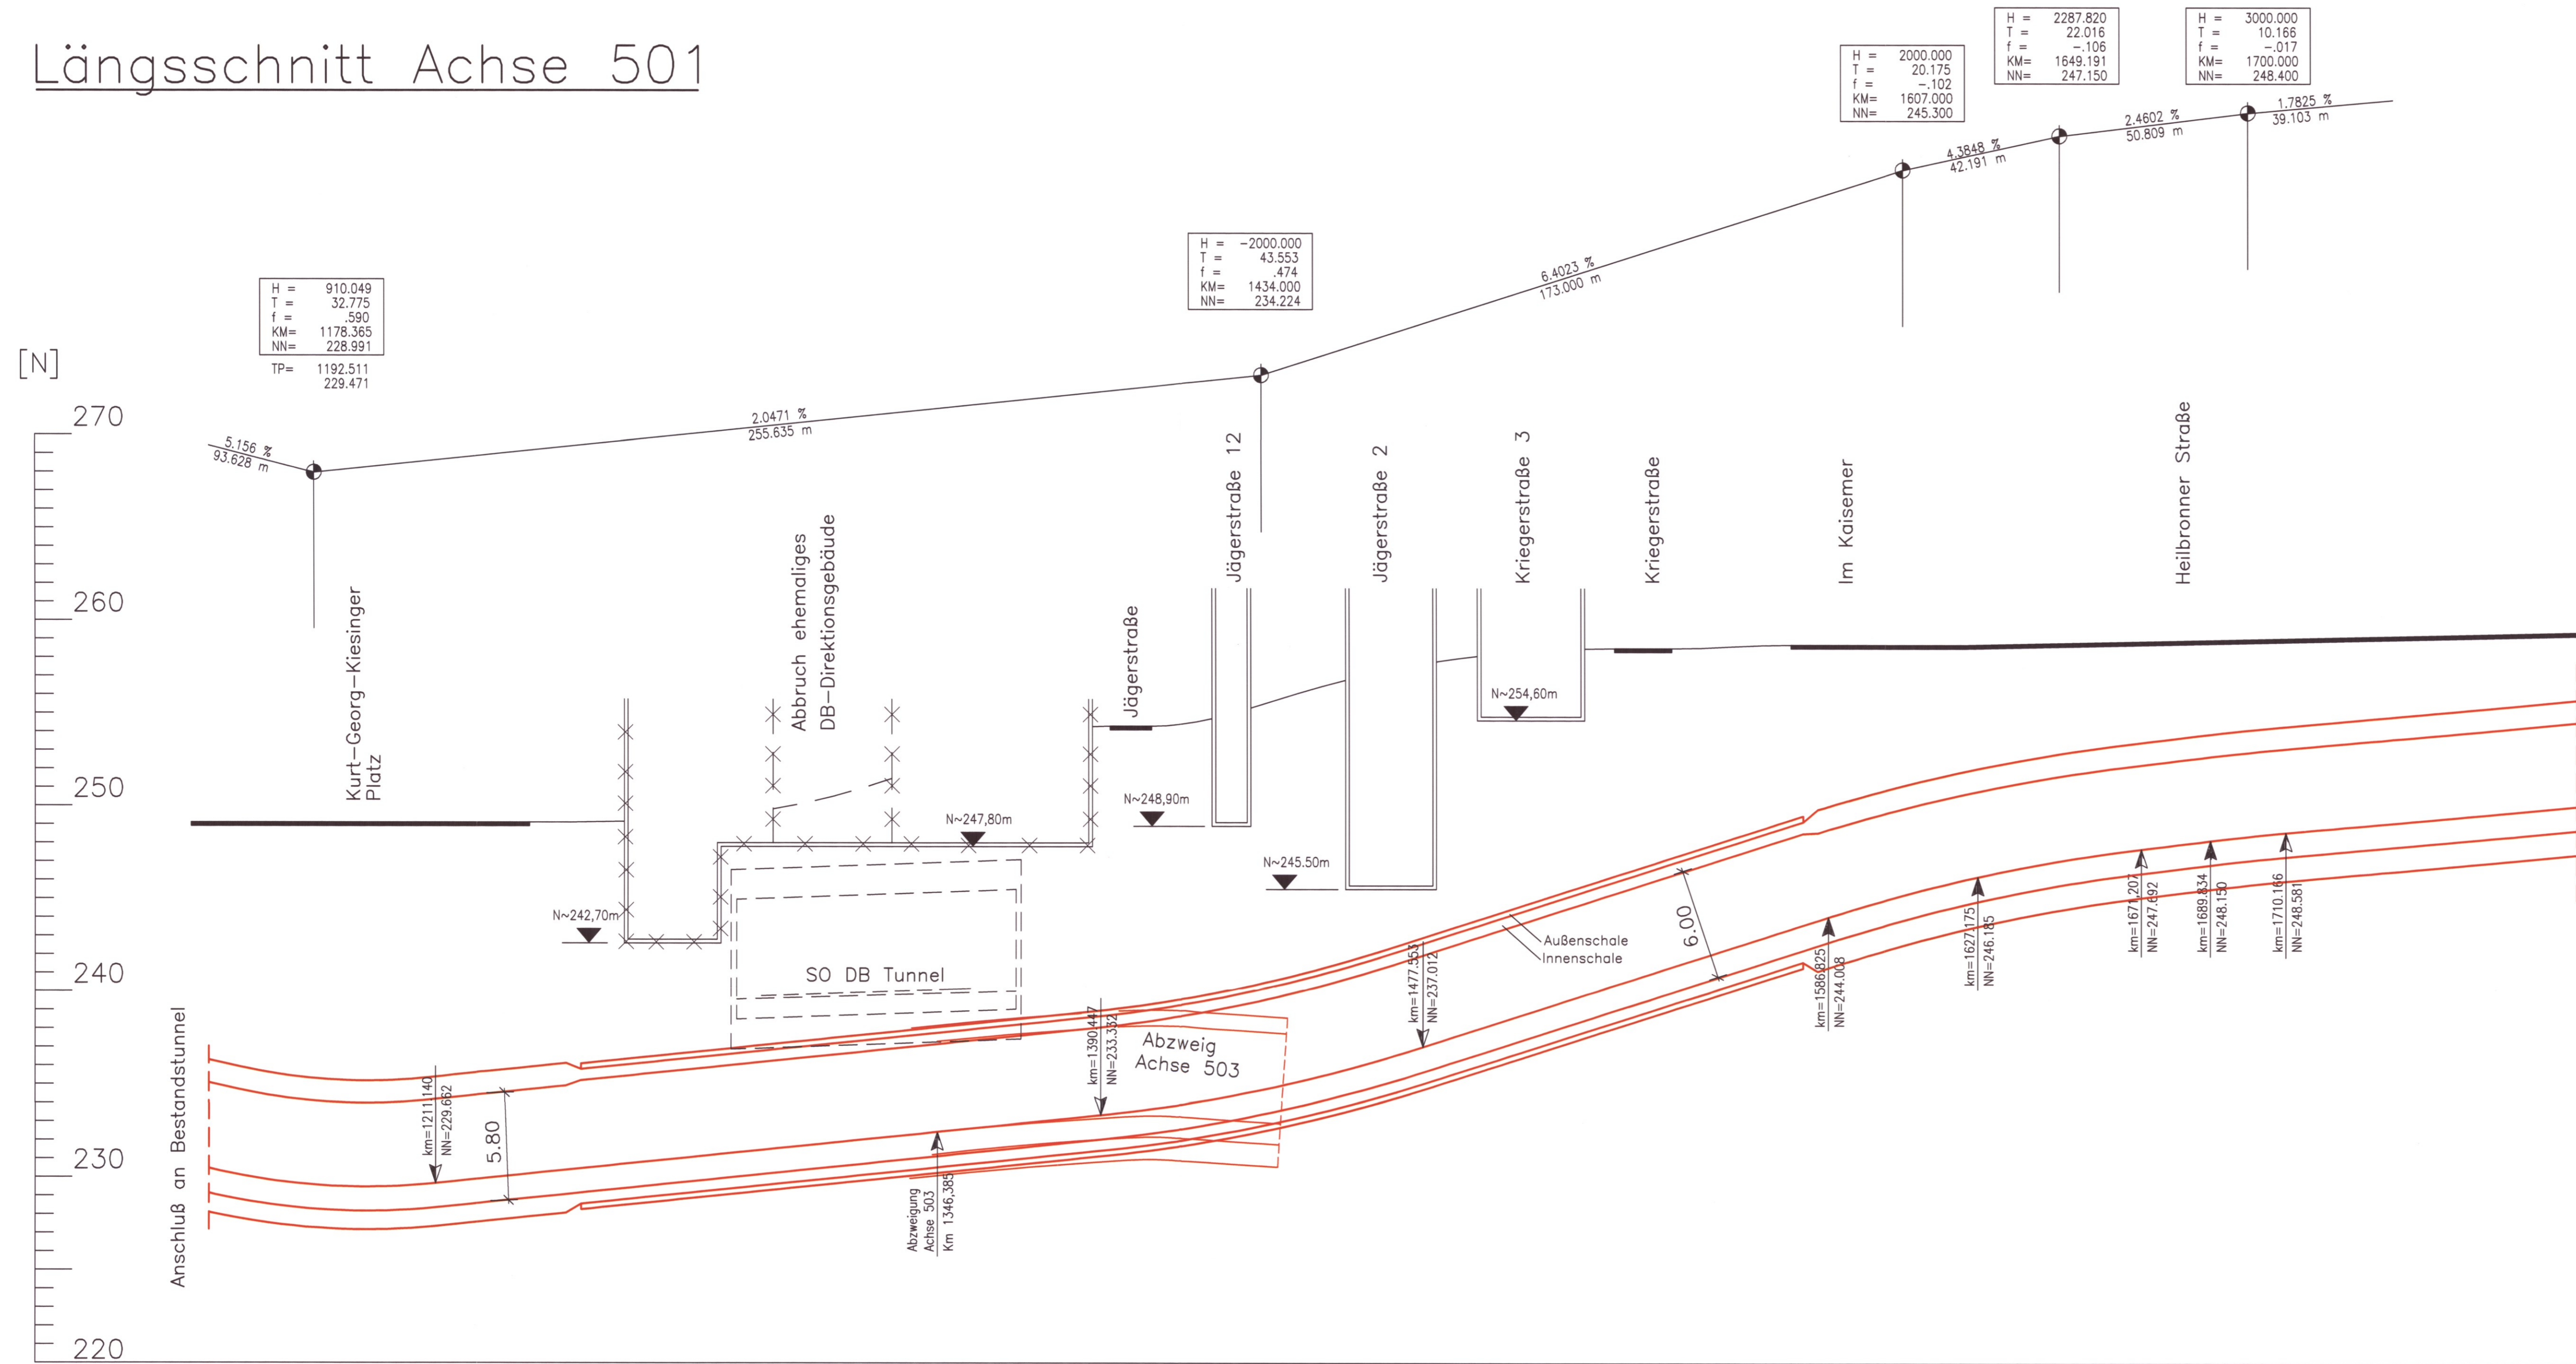 Längsschnitt Achse 501
H = 2287.820
T = 22.016
f = -.106
KM= 1649.191
NN= 247.150
H = 3000.000
T = 10.166
f = -.017
KM= 1700.000
NN= 248.400
H = 2000.000
T = 20.175
f = -.102
KM= 1607.000
NN= 245.300
1.7825 %
39.103 m
2.4602 %
50.809 m
4.3848 %
42.191 m
H = -2000.000
T = 43.553
f = .474
KM= 1434.000
NN= 234.224
6.4023 %
173.000 m
H = 910.049
T = 32.775
f = .590
KM= 1178.365
NN= 228.991
TP= 1192.511
229.471
[N]
270
260
250
240
230
220
5.156 %
93.628 m
2.0471 %
255.635 m
Kurt-Georg-Kiesinger
Platz
Abbruch ehemaliges
DB-Direktionsgebäude
Jägerstraße
Jägerstraße 12
Jägerstraße 2
Kriegerstraße 3
Kriegerstraße
Im Kaisemer
Heilbronner Straße
N~254,60m
N~248,90m
N~247,80m
N~245.50m
N~242,70m
SO DB Tunnel
Außenschale
Innenschale
6.00
5.80
Anschluß an Bestandstunnel
km=1211.140
NN=229.662
Abzweigung
Achse 503
Km 1346,385
km=1390.447
NN=233.332
Abzweig
Achse 503
km=1477.553
NN=237.012
km=1586.825
NN=244.008
km=1627.175
NN=246.185
km=1671.207
NN=247.692
km=1689.834
NN=248.150
km=1710.166
NN=248.581